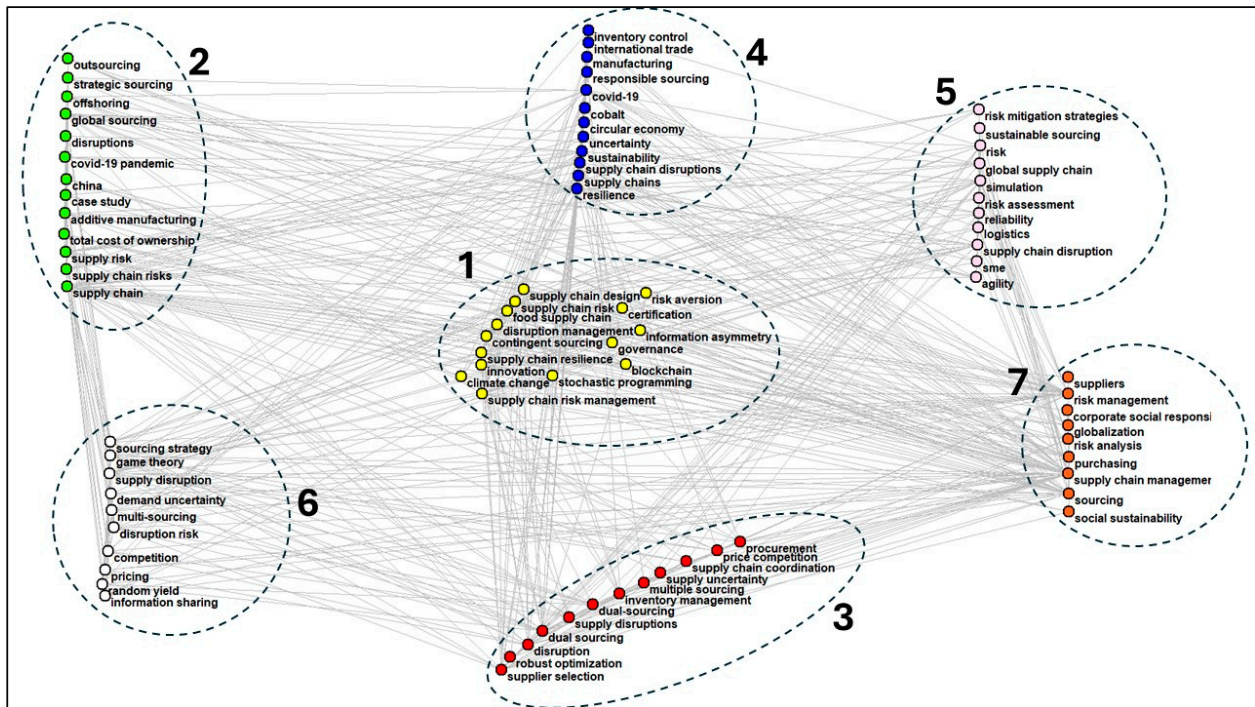 2
outsourcing
strategic sourcing
offshoring
global sourcing
disruptions
covid-19 pandemic
china
case study
additive manufacturing
total cost of ownership
supply risk
supply chain risks
supply chain
4
inventory control
international trade
manufacturing
responsible sourcing
covid-19
cobalt
circular economy
uncertainty
sustainability
supply chain disruptions
supply chains
resilience
5
risk mitigation strategies
sustainable sourcing
risk
global supply chain
simulation
risk assessment
reliability
logistics
supply chain disruption
sme
agility
1
supply chain design
risk aversion
supply chain risk
certification
food supply chain
disruption management
information asymmetry
contingent sourcing
governance
supply chain resilience
innovation
blockchain
climate change
stochastic programming
supply chain risk management
7
suppliers
risk management
corporate social responsi
globalization
risk analysis
purchasing
supply chain managemer
sourcing
social sustainability
6
sourcing strategy
game theory
supply disruption
demand uncertainty
multi-sourcing
disruption risk
competition
pricing
random yield
information sharing
3
procurement
price competition
supply chain coordination
supply uncertainty
multiple sourcing
inventory management
dual-sourcing
supply disruptions
dual sourcing
disruption
robust optimization
supplier selection